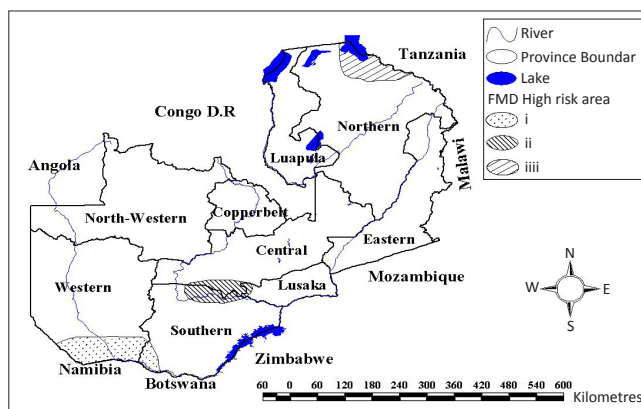 River
Province Boundar
Lake
FMD High risk area
i
ii
iiii
Tanzania
Congo D.R
Northern
Luapula
Malawi
Angola
North-Western
Copperbelt
Central
Eastern
Mozambique
Western
Lusaka
Southern
Zimbabwe
Namibia
Botswana
N
W E
S
60 0 60 120 180 240 300 360 420 480 540 600
Kilometres